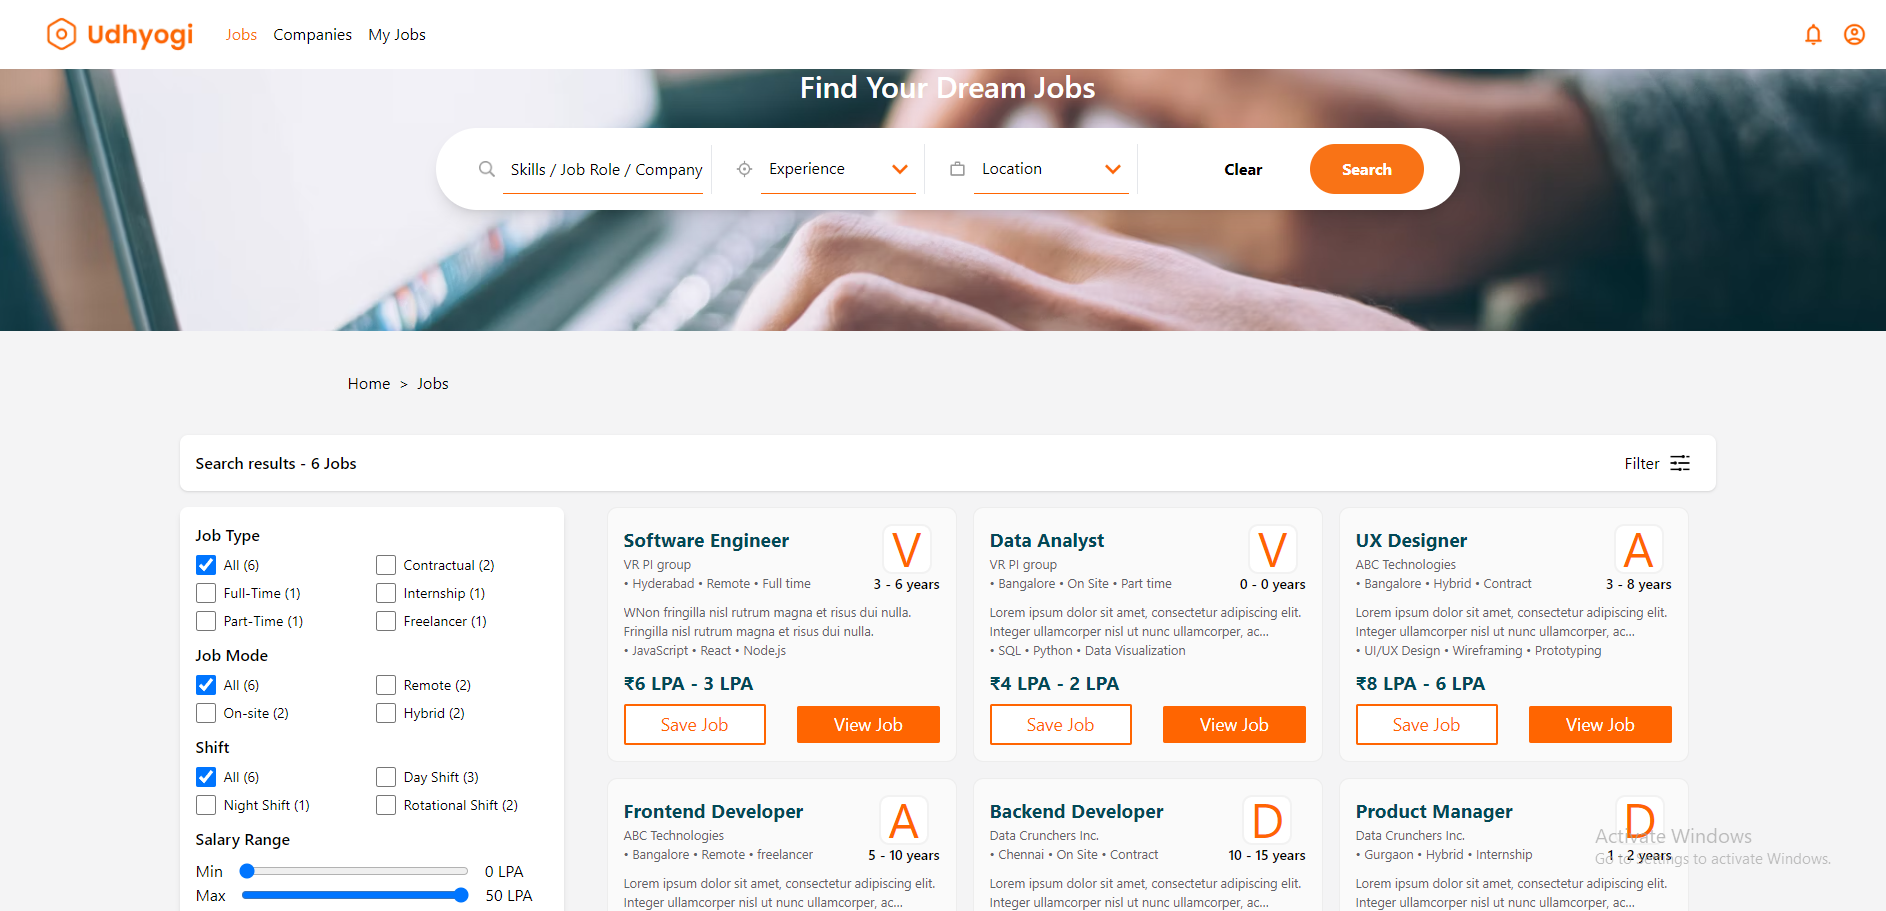 Udhyogi
Jobs Companies My Jobs
Find Your Dream Jobs
Skills / Job Role / Company Experience Location Clear Search
Home > Jobs
Search results - 6 Jobs
Filter
Job Type
All (6) Contractual (2)
Full-Time (1) Internship (1)
Part-Time (1) Freelancer (1)
Job Mode
All (6) Remote (2)
On-site (2) Hybrid (2)
Shift
All (6) Day Shift (3)
Night Shift (1) Rotational Shift (2)
Salary Range
Min 0 LPA
Max 50 LPA
Software Engineer V
VR PI group
• Hyderabad • Remote • Full time 3 - 6 years
WNon fringilla nisl rutrum magna et risus dui nulla.
Fringilla nisl rutrum magna et risus dui nulla.
• JavaScript • React • Node.js
₹6 LPA - 3 LPA
Save Job View Job
Data Analyst V
VR PI group
• Bangalore • On Site • Part time 0 - 0 years
Lorem ipsum dolor sit amet, consectetur adipiscing elit.
Integer ullamcorper nisl ut nunc ullamcorper, ac...
• SQL • Python • Data Visualization
₹4 LPA - 2 LPA
Save Job View Job
UX Designer A
ABC Technologies
• Bangalore • Hybrid • Contract 3 - 8 years
Lorem ipsum dolor sit amet, consectetur adipiscing elit.
Integer ullamcorper nisl ut nunc ullamcorper, ac...
• UI/UX Design • Wireframing • Prototyping
₹8 LPA - 6 LPA
Save Job View Job
Frontend Developer A
ABC Technologies
• Bangalore • Remote • freelancer 5 - 10 years
Lorem ipsum dolor sit amet, consectetur adipiscing elit.
Integer ullamcorper nisl ut nunc ullamcorper, ac...
Backend Developer D
Data Crunchers Inc.
• Chennai • On Site • Contract 10 - 15 years
Lorem ipsum dolor sit amet, consectetur adipiscing elit.
Integer ullamcorper nisl ut nunc ullamcorper, ac...
Product Manager D
Data Crunchers Inc.
• Gurgaon • Hybrid • Internship 1 - 2 years
Lorem ipsum dolor sit amet, consectetur adipiscing elit.
Integer ullamcorper nisl ut nunc ullamcorper, ac...
Activate Windows
Go to Settings to activate Windows.